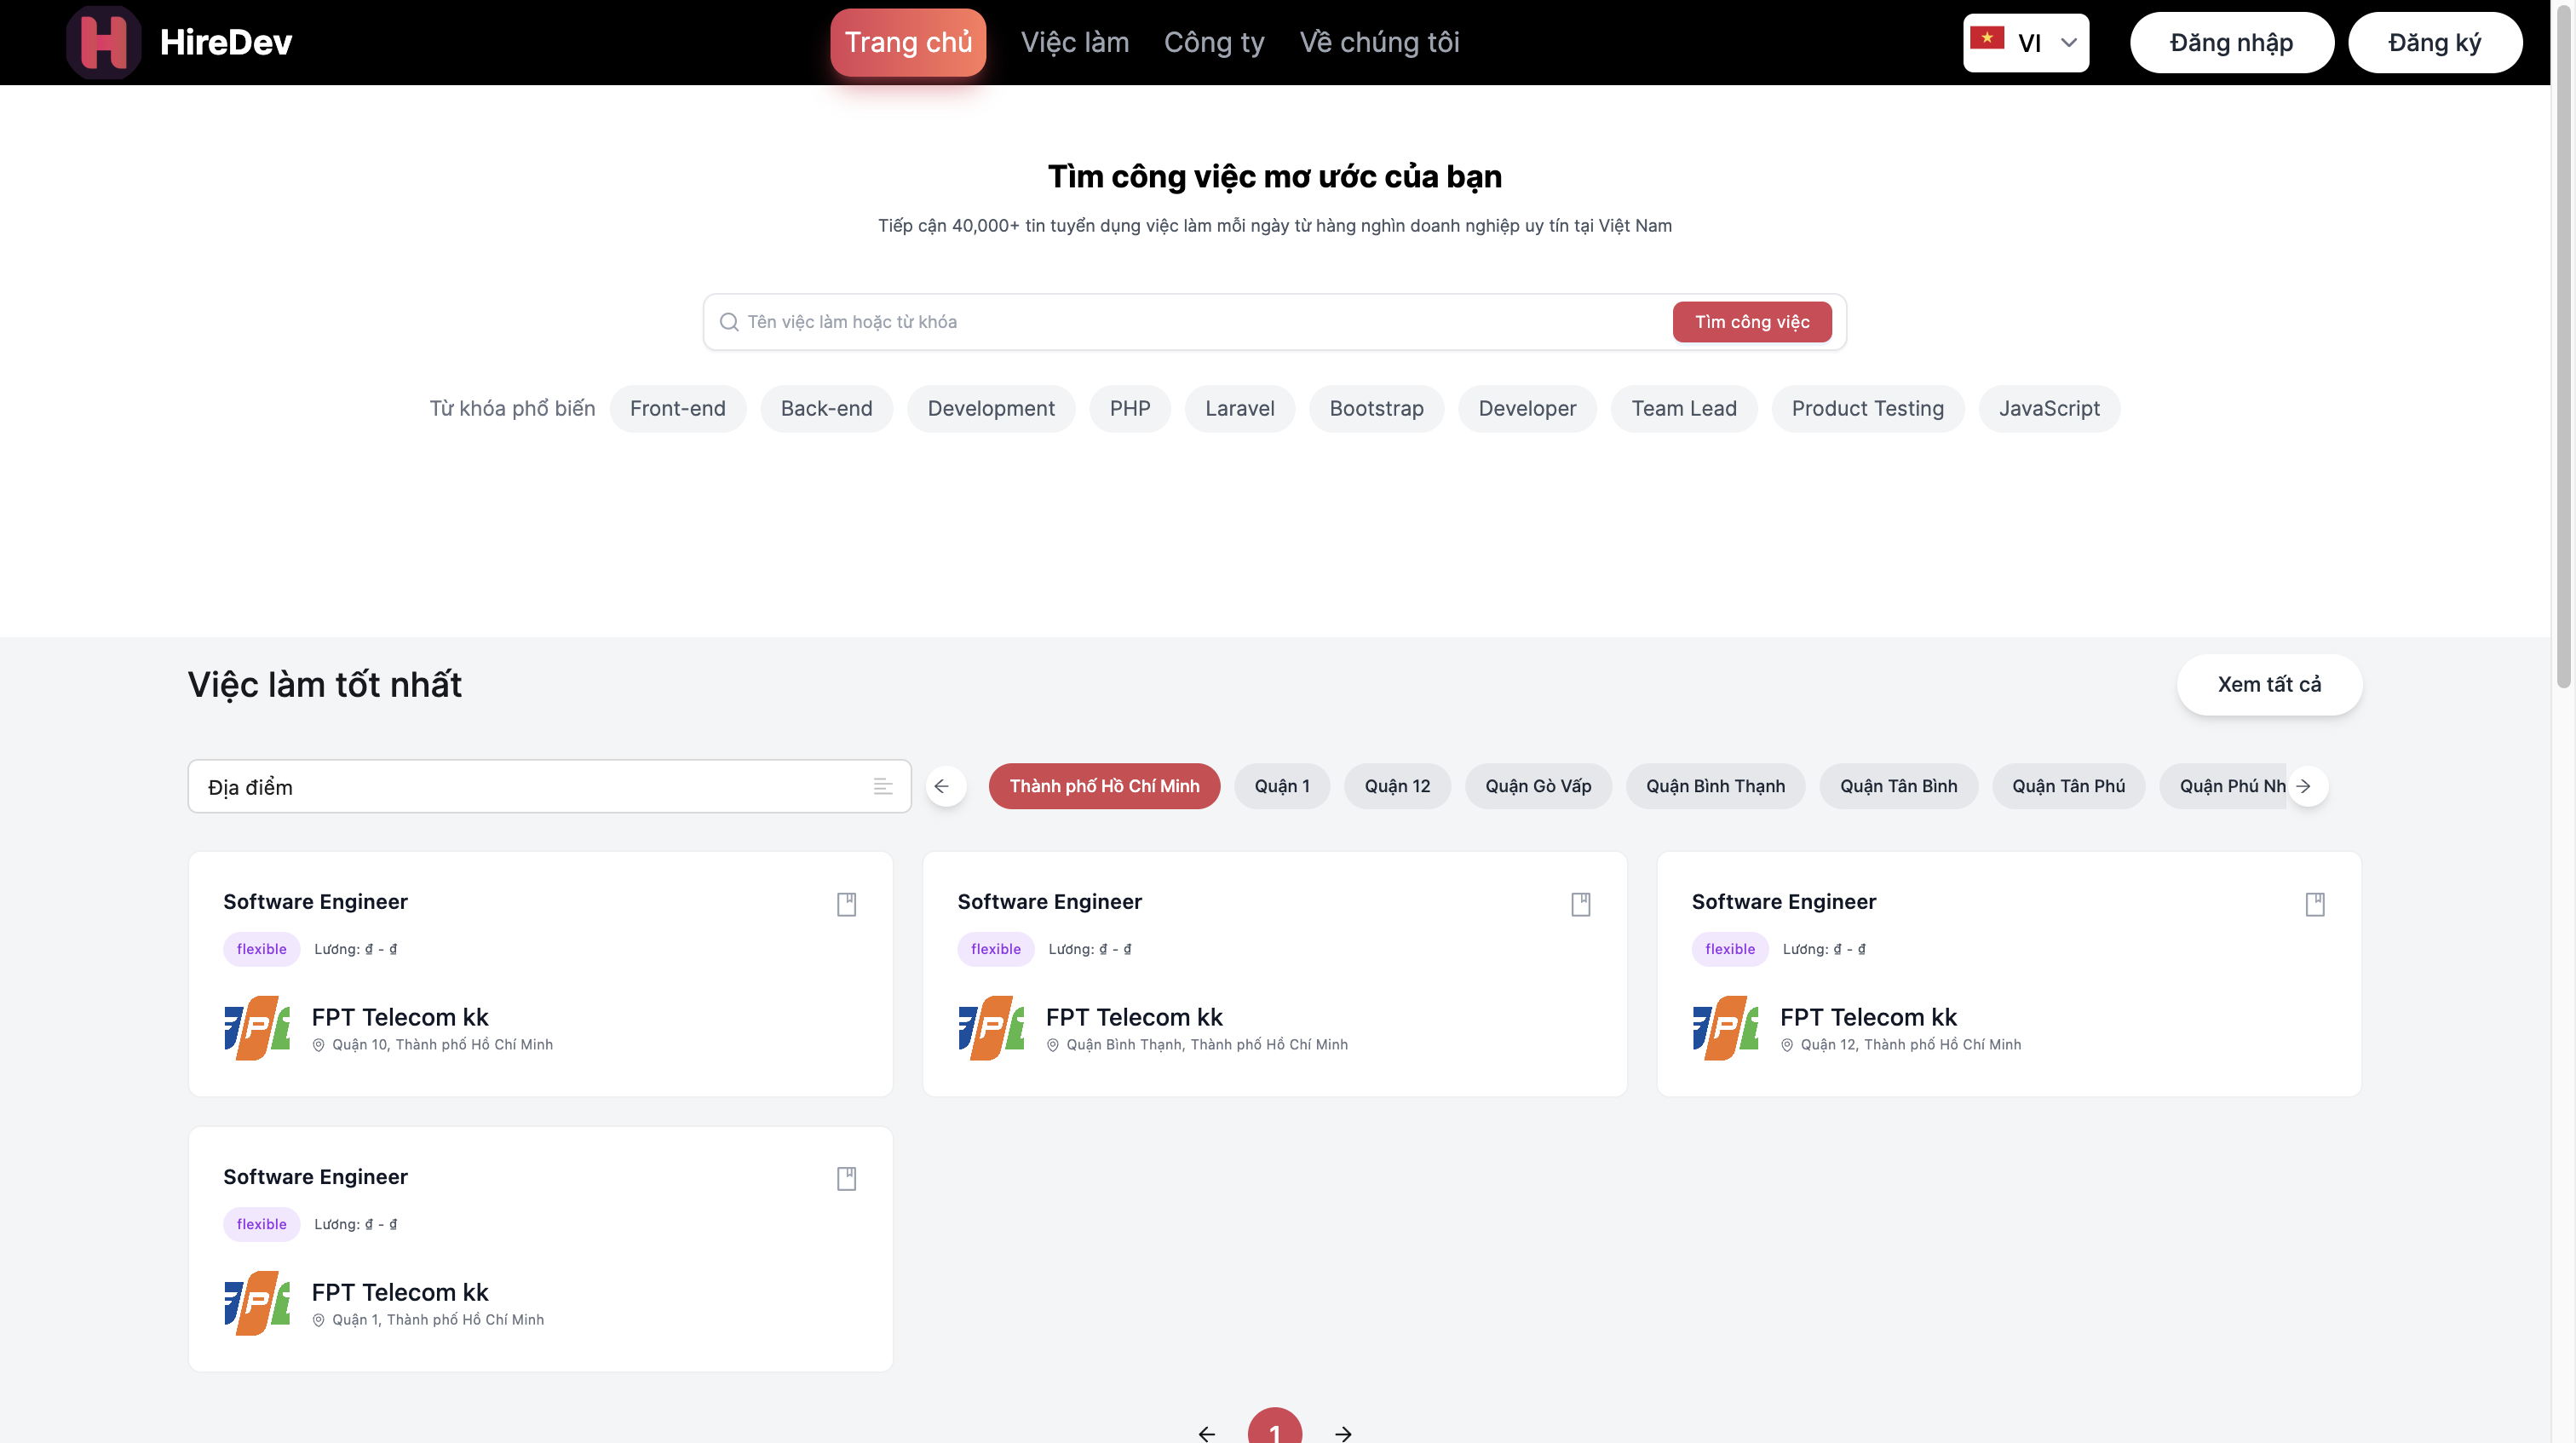 HireDev
Trang chủ
Việc làm
Công ty
Về chúng tôi
VI
Đăng nhập
Đăng ký
Tìm công việc mơ ước của bạn
Tiếp cận 40,000+ tin tuyển dụng việc làm mỗi ngày từ hàng nghìn doanh nghiệp uy tín tại Việt Nam
Tên việc làm hoặc từ khóa
Tìm công việc
Từ khóa phổ biến
Front-end
Back-end
Development
PHP
Laravel
Bootstrap
Developer
Team Lead
Product Testing
JavaScript
Việc làm tốt nhất
Xem tất cả
Địa điểm
Thành phố Hồ Chí Minh
Quận 1
Quận 12
Quận Gò Vấp
Quận Bình Thạnh
Quận Tân Bình
Quận Tân Phú
Quận Phú Nh
Software Engineer
flexible
Lương: ₫ - ₫
FPT
FPT Telecom kk
Quận 10, Thành phố Hồ Chí Minh
Software Engineer
flexible
Lương: ₫ - ₫
FPT
FPT Telecom kk
Quận Bình Thạnh, Thành phố Hồ Chí Minh
Software Engineer
flexible
Lương: ₫ - ₫
FPT
FPT Telecom kk
Quận 12, Thành phố Hồ Chí Minh
Software Engineer
flexible
Lương: ₫ - ₫
FPT
FPT Telecom kk
Quận 1, Thành phố Hồ Chí Minh
1